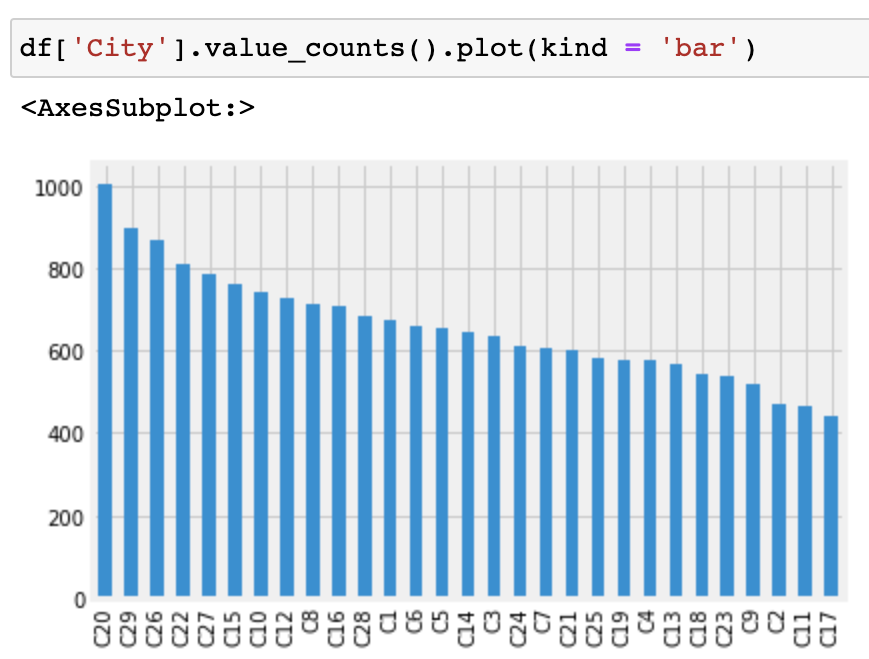 df['City'].value_counts().plot(kind = 'bar')
<AxesSubplot:>
1000
800
600
400
200
0
C20 C29 C26 C22 C27 C15 C10 C12 C8 C16 C28 C1 C6 C5 C14 C3 C24 C7 C21 C25 C19 C4 C13 C18 C23 C9 C2 C11 C17